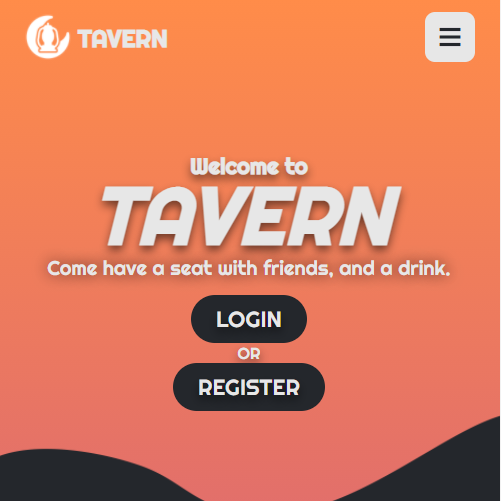 TAVERN
Welcome to
TAVERN
Come have a seat with friends, and a drink.
LOGIN
OR
REGISTER